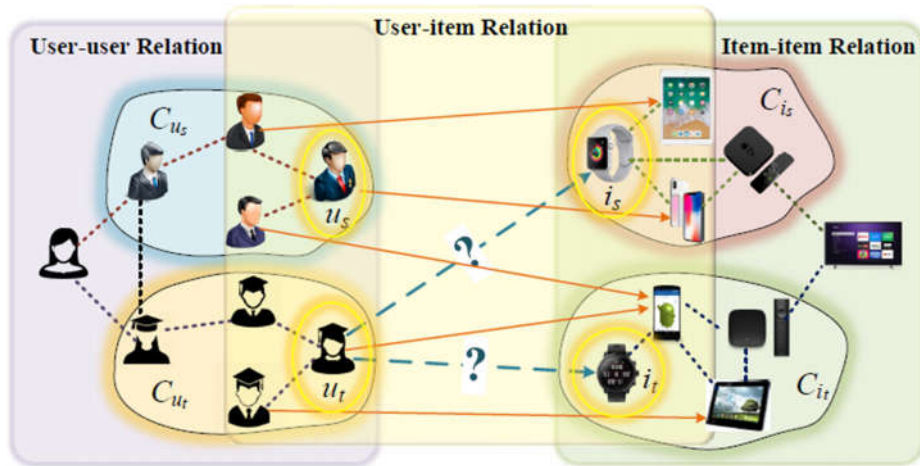 User-user Relation
User-item Relation
Item-item Relation
C_{u_s}
C_{i_s}
u_s
i_s
?
?
C_{u_t}
u_t
i_t
C_{i_t}